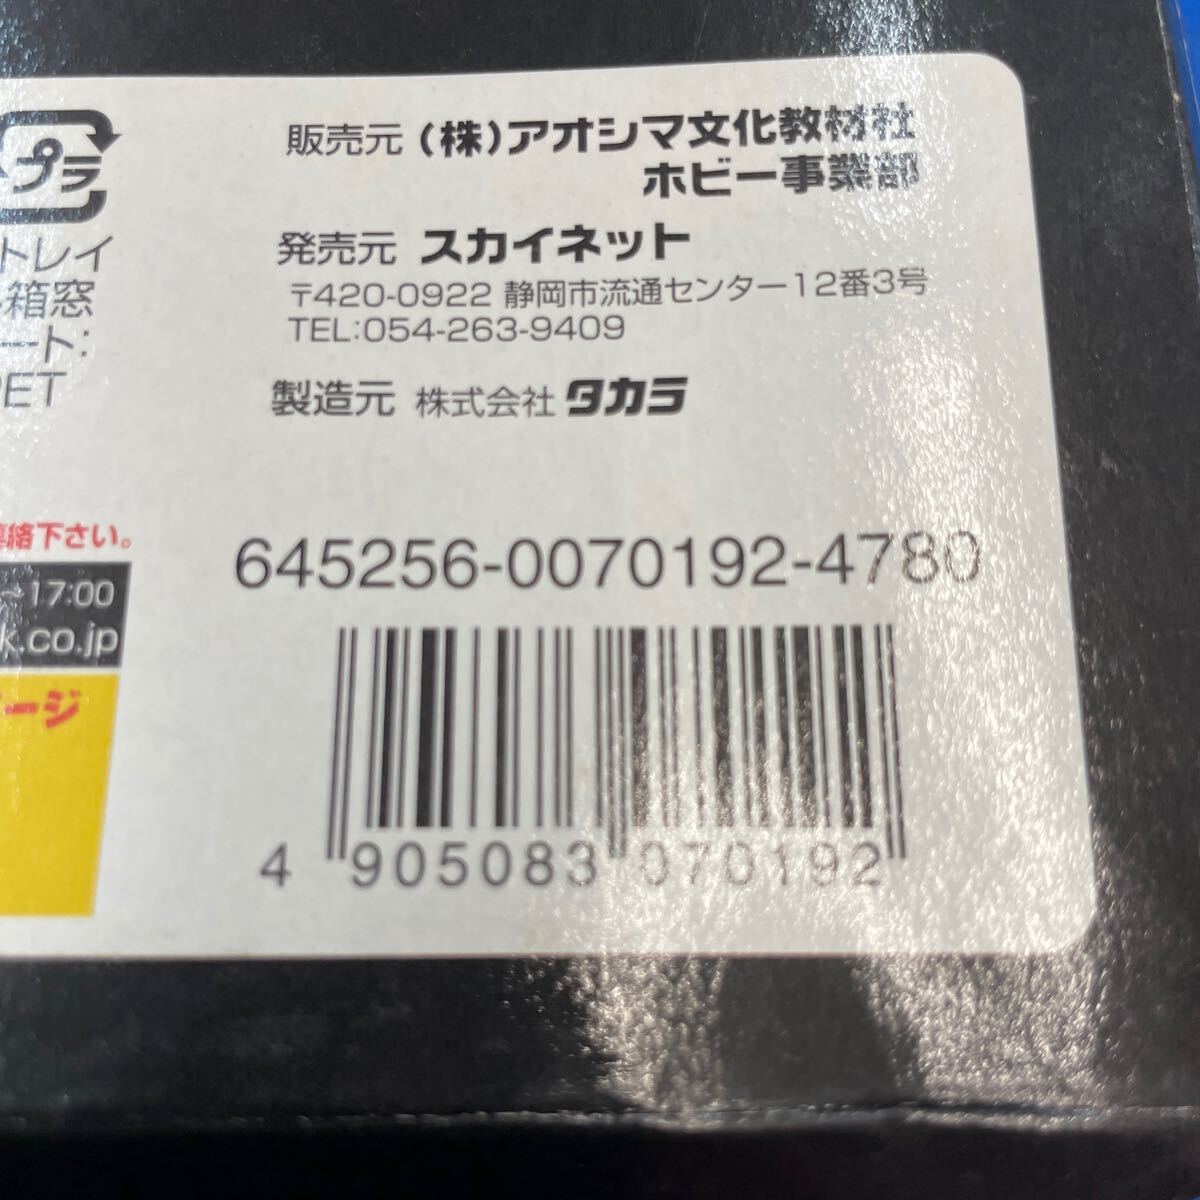 プラ
トレイ
箱窓
ート:
PET
販売元 (株)アオシマ文化教材社
ホビー事業部
発売元 スカイネット
〒420-0922 静岡市流通センター12番3号
TEL:054-263-9409
製造元 株式会社 タカラ
絡下さい。
~17:00
k.co.jp
ージ
645256-0070192-4780
4 905083 070192